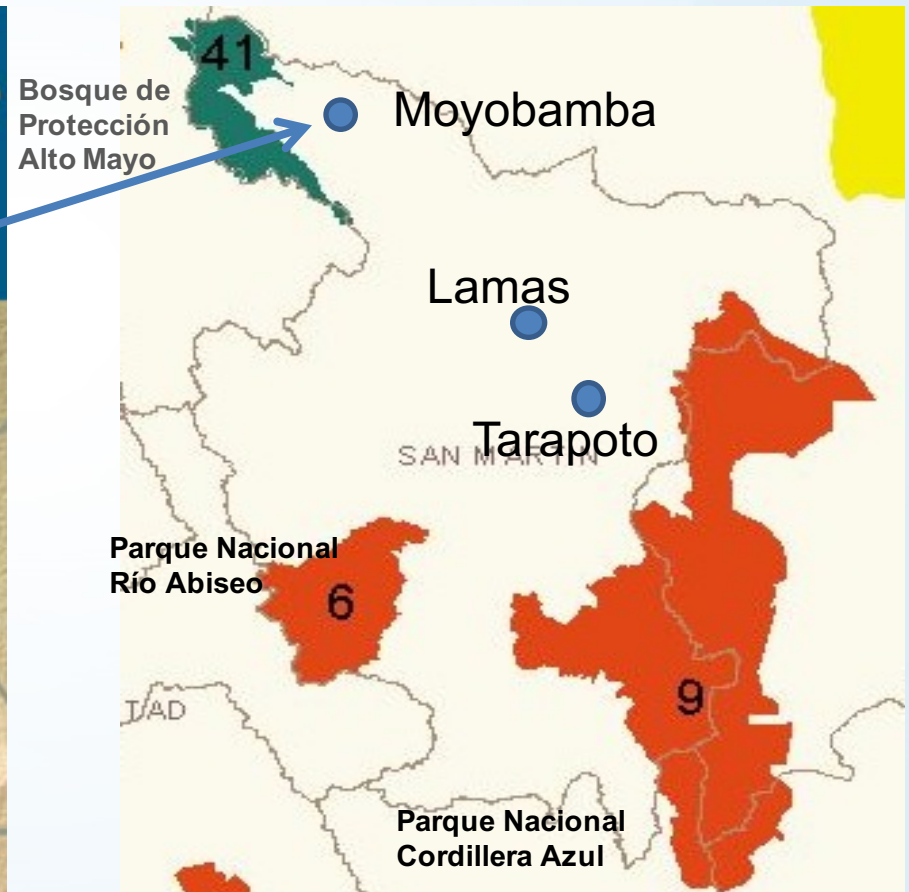 41
Bosque de
Protección
Alto Mayo
Moyobamba
Lamas
Tarapoto
SAN MARTIN
Parque Nacional
Río Abiseo
6
9
TAD
Parque Nacional
Cordillera Azul